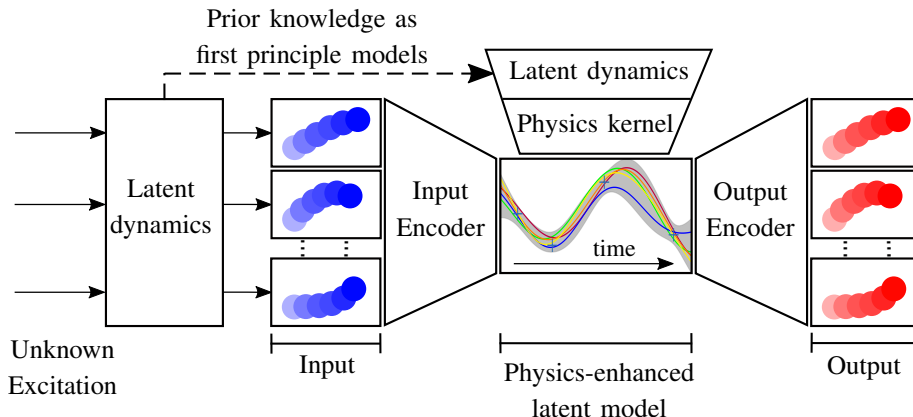 Prior knowledge as
first principle models
Latent dynamics
Physics kernel
Latent
dynamics
Input
Encoder
time
Output
Encoder
Unknown
Excitation
Input
Physics-enhanced
latent model
Output